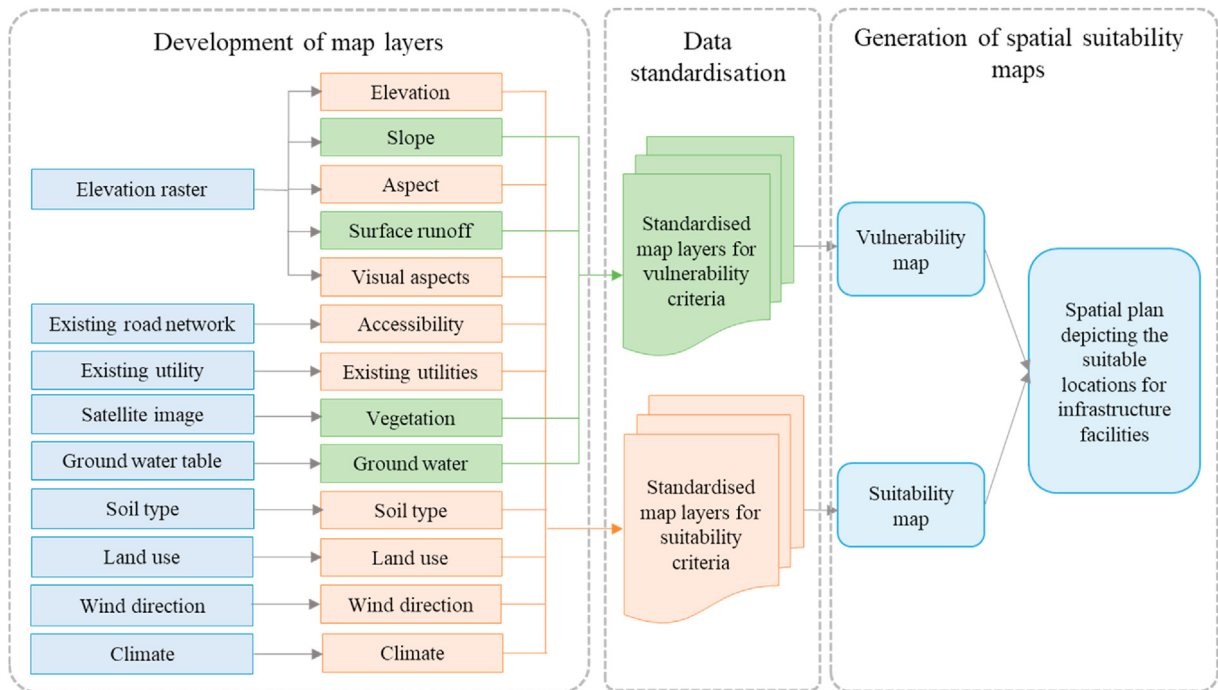 Development of map layers
Elevation raster
Existing road network
Existing utility
Satellite image
Ground water table
Soil type
Land use
Wind direction
Climate
Elevation
Slope
Aspect
Surface runoff
Visual aspects
Accessibility
Existing utilities
Vegetation
Ground water
Soil type
Land use
Wind direction
Climate
Data
standardisation
Standardised
map layers for
vulnerability
criteria
Standardised
map layers for
suitability
criteria
Generation of spatial suitability
maps
Vulnerability
map
Suitability
map
Spatial plan
depicting the
suitable
locations for
infrastructure
facilities